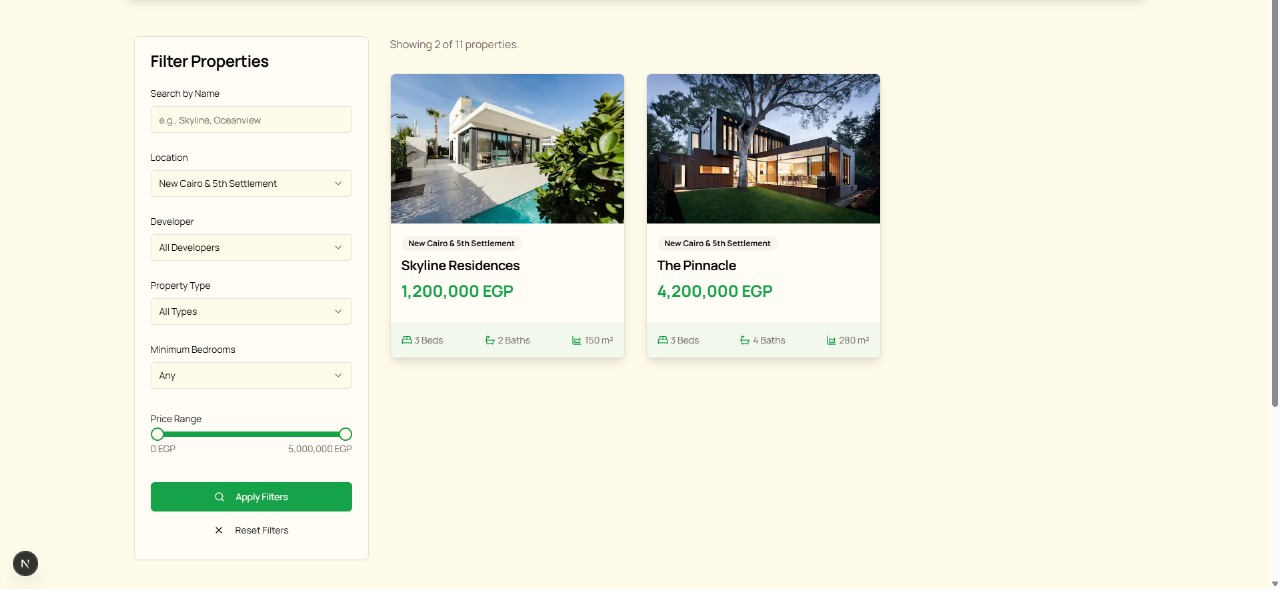 Filter Properties
Search by Name
e.g., Skyline, Oceanview
Location
New Cairo & 5th Settlement
Developer
All Developers
Property Type
All Types
Minimum Bedrooms
Any
Price Range
0 EGP 5,000,000 EGP
Apply Filters
Reset Filters
N
Showing 2 of 11 properties.
New Cairo & 5th Settlement
Skyline Residences
1,200,000 EGP
3 Beds 2 Baths 150 m²
New Cairo & 5th Settlement
The Pinnacle
4,200,000 EGP
3 Beds 4 Baths 280 m²